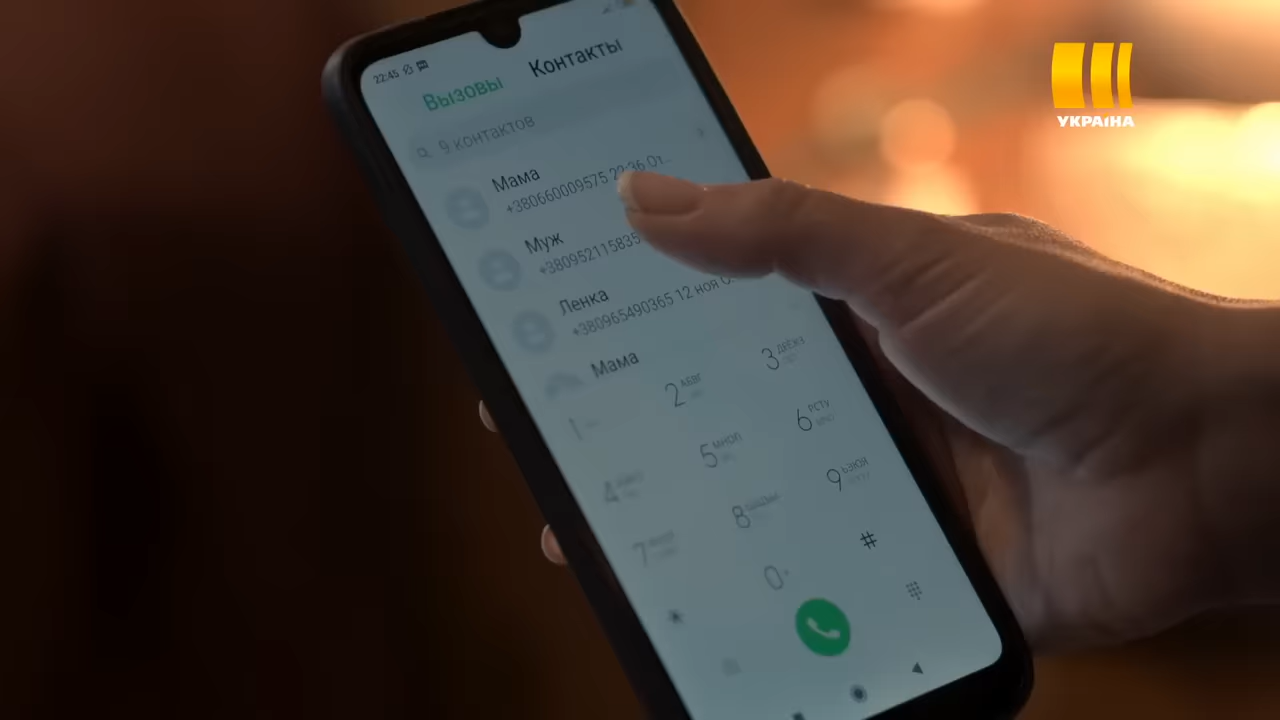 УКРАЇНА
22:45
Вызовы Контакты
9 контактов
Мама
+380660009575 22:36 От...
Муж
+380952115835
Ленка
+380965490365 12 ноя
Мама
1
2 АБВГ
3 ДЕЁЖЗ
4
5 МНОП
6 РСТУ
7
8
9 ЬЭЮЯ
*
0+
#